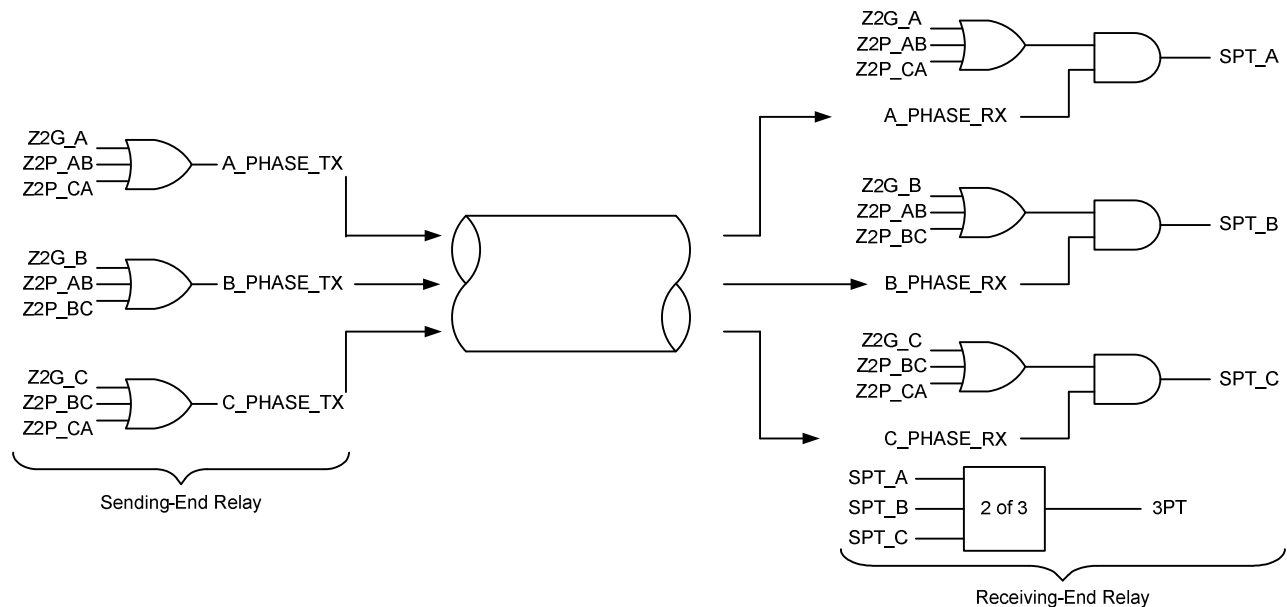 Z2G_A
Z2P_AB
Z2P_CA
A_PHASE_TX
Z2G_B
Z2P_AB
Z2P_BC
B_PHASE_TX
Z2G_C
Z2P_BC
Z2P_CA
C_PHASE_TX
Sending-End Relay
Z2G_A
Z2P_AB
Z2P_CA
SPT_A
A_PHASE_RX
Z2G_B
Z2P_AB
Z2P_BC
SPT_B
B_PHASE_RX
Z2G_C
Z2P_BC
Z2P_CA
SPT_C
C_PHASE_RX
SPT_A
SPT_B
SPT_C
2 of 3
3PT
Receiving-End Relay